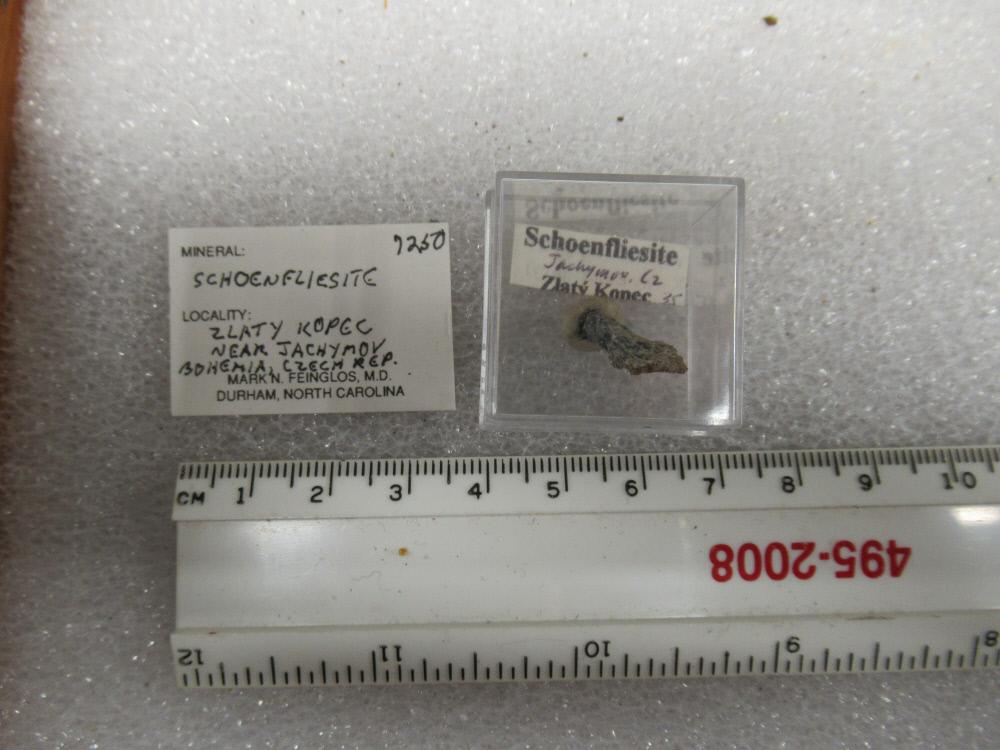 MINERAL: 7250
SCHOENFLIESITE
LOCALITY:
ZLATY KOPEC
NEAR JACHYMOV
BOHEMIA, CZECH REP.
MARK N. FEINGLOS, M.D.
DURHAM, NORTH CAROLINA
Schoenfliesite
Jachymov, Cz
Zlatý Kopec 35
CM 1 2 3 4 5 6 7 8 9 10
495-2008
12 11 10 9 8